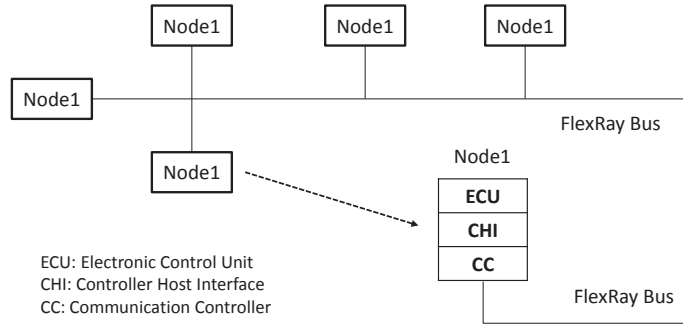 Node1
Node1
Node1
Node1
FlexRay Bus
Node1
Node1
ECU
CHI
CC
ECU: Electronic Control Unit
CHI: Controller Host Interface
CC: Communication Controller
FlexRay Bus